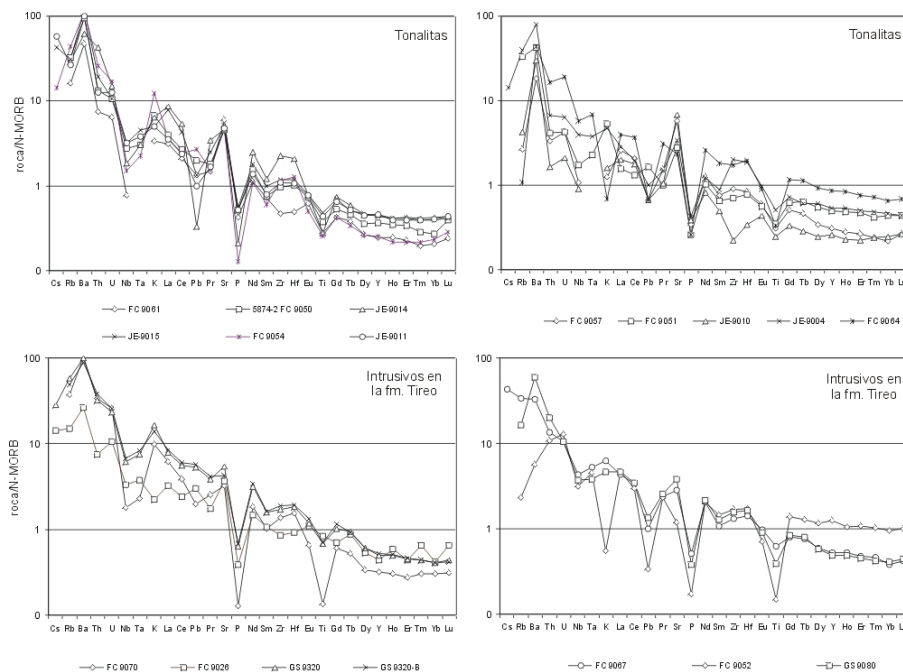 100
10
1
0
roca/N-MORB
Tonalitas
Cs Rb Ba Th U Nb Ta K La Ce Pb Pr Sr P Nd Sm Zr Hf Eu Ti Gd Tb Dy Y Ho Er Tm Yb Lu
FC 9061 5874-2 FC 9050 JE-9014
JE-9015 FC 9054 JE-9011
100
10
1
0
Tonalitas
Cs Rb Ba Th U Nb Ta K La Ce Pb Pr Sr P Nd Sm Zr Hf Eu Ti Gd Tb Dy Y Ho Er Tm Yb Lu
FC 9057 FC 9051 JE-9010 JE-9004 FC 9064
100
10
1
0
roca/N-MORB
Intrusivos en
la fm. Tireo
Cs Rb Ba Th U Nb Ta K La Ce Pb Pr Sr P Nd Sm Zr Hf Eu Ti Gd Tb Dy Y Ho Er Tm Yb Lu
FC 9070 FC 9026 GS 9320 GS 9320-B
100
10
1
0
Intrusivos en
la fm. Tireo
Cs Rb Ba Th U Nb Ta K La Ce Pb Pr Sr P Nd Sm Zr Hf Eu Ti Gd Tb Dy Y Ho Er Tm Yb Lu
FC 9067 FC 9052 GS 9080